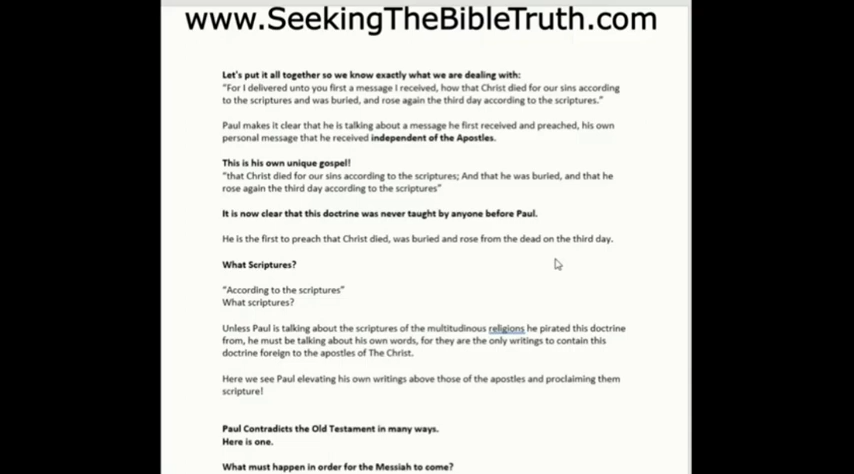 www.SeekingTheBibleTruth.com
Let's put it all together so we know exactly what we are dealing with:
"For I delivered unto you first a message I received, how that Christ died for our sins according
to the scriptures and was buried, and rose again the third day according to the scriptures."
Paul makes it clear that he is talking about a message he first received and preached, his own
personal message that he received independent of the Apostles.
This is his own unique gospel!
"that Christ died for our sins according to the scriptures; And that he was buried, and that he
rose again the third day according to the scriptures"
It is now clear that this doctrine was never taught by anyone before Paul.
He is the first to preach that Christ died, was buried and rose from the dead on the third day.
What Scriptures?
"According to the scriptures"
What scriptures?
Unless Paul is talking about the scriptures of the multitudinous religions he pirated this doctrine
from, he must be talking about his own words, for they are the only writings to contain this
doctrine foreign to the apostles of The Christ.
Here we see Paul elevating his own writings above those of the apostles and proclaiming them
scripture!
Paul Contradicts the Old Testament in many ways.
Here is one.
What must happen in order for the Messiah to come?